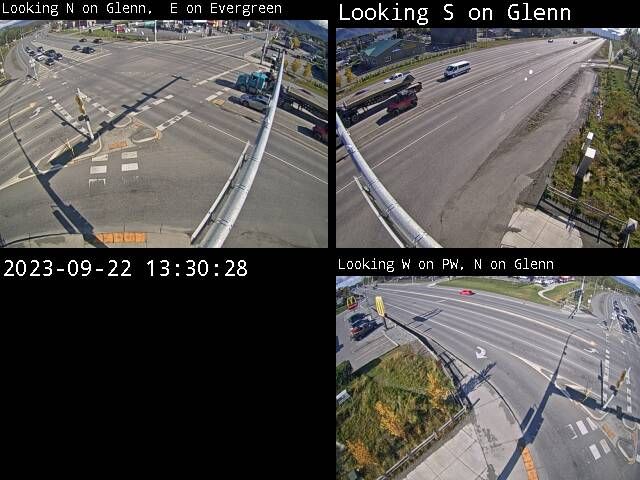 Looking N on Glenn,  E on Evergreen
Looking S on Glenn
2023-09-22 13:30:28
Looking W on PW, N on Glenn